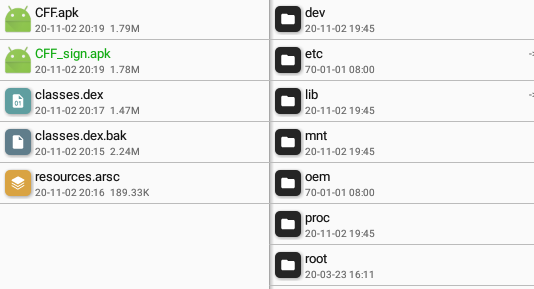 CFF.apk
20-11-02 20:19 1.79M
CFF_sign.apk
20-11-02 20:19 1.78M
classes.dex
20-11-02 20:17 1.47M
classes.dex.bak
20-11-02 20:15 2.24M
resources.arsc
20-11-02 20:16 189.33K
dev
20-11-02 19:45
etc
70-01-01 08:00
lib
20-11-02 19:45
mnt
20-11-02 19:45
oem
70-01-01 08:00
proc
20-11-02 19:45
root
20-03-23 16:11